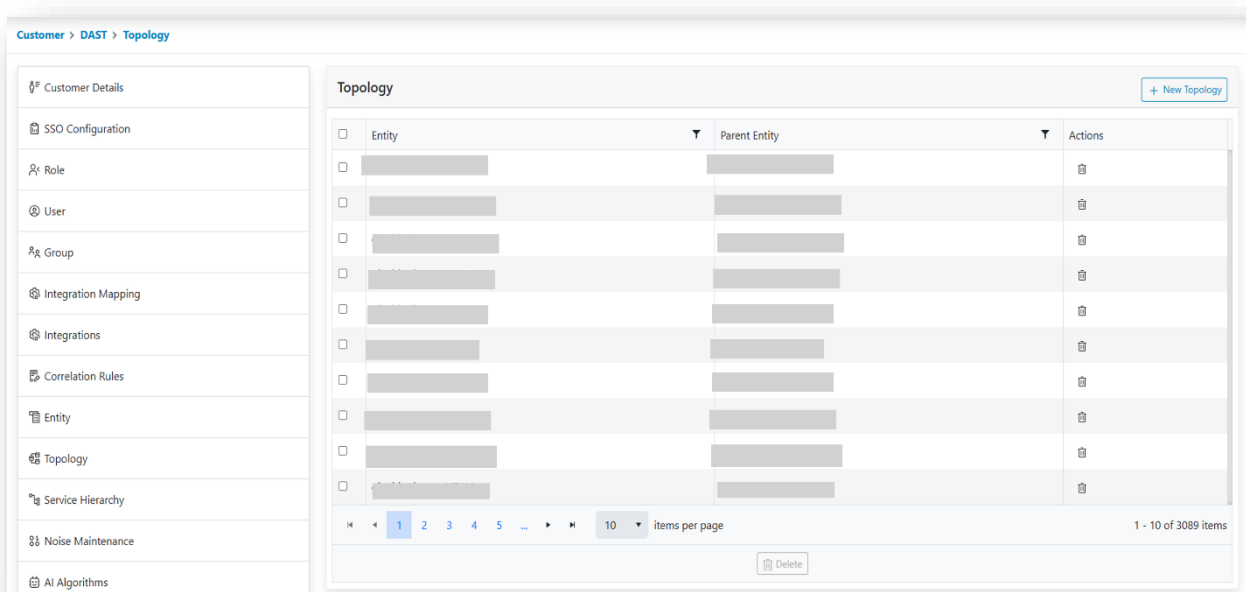 Customer > DAST > Topology
Customer Details
SSO Configuration
Role
User
Group
Integration Mapping
Integrations
Correlation Rules
Entity
Topology
Service Hierarchy
Noise Maintenance
AI Algorithms
Topology
+ New Topology
Entity Parent Entity Actions
1 2 3 4 5 ... 10 items per page 1 - 10 of 3089 items
Delete